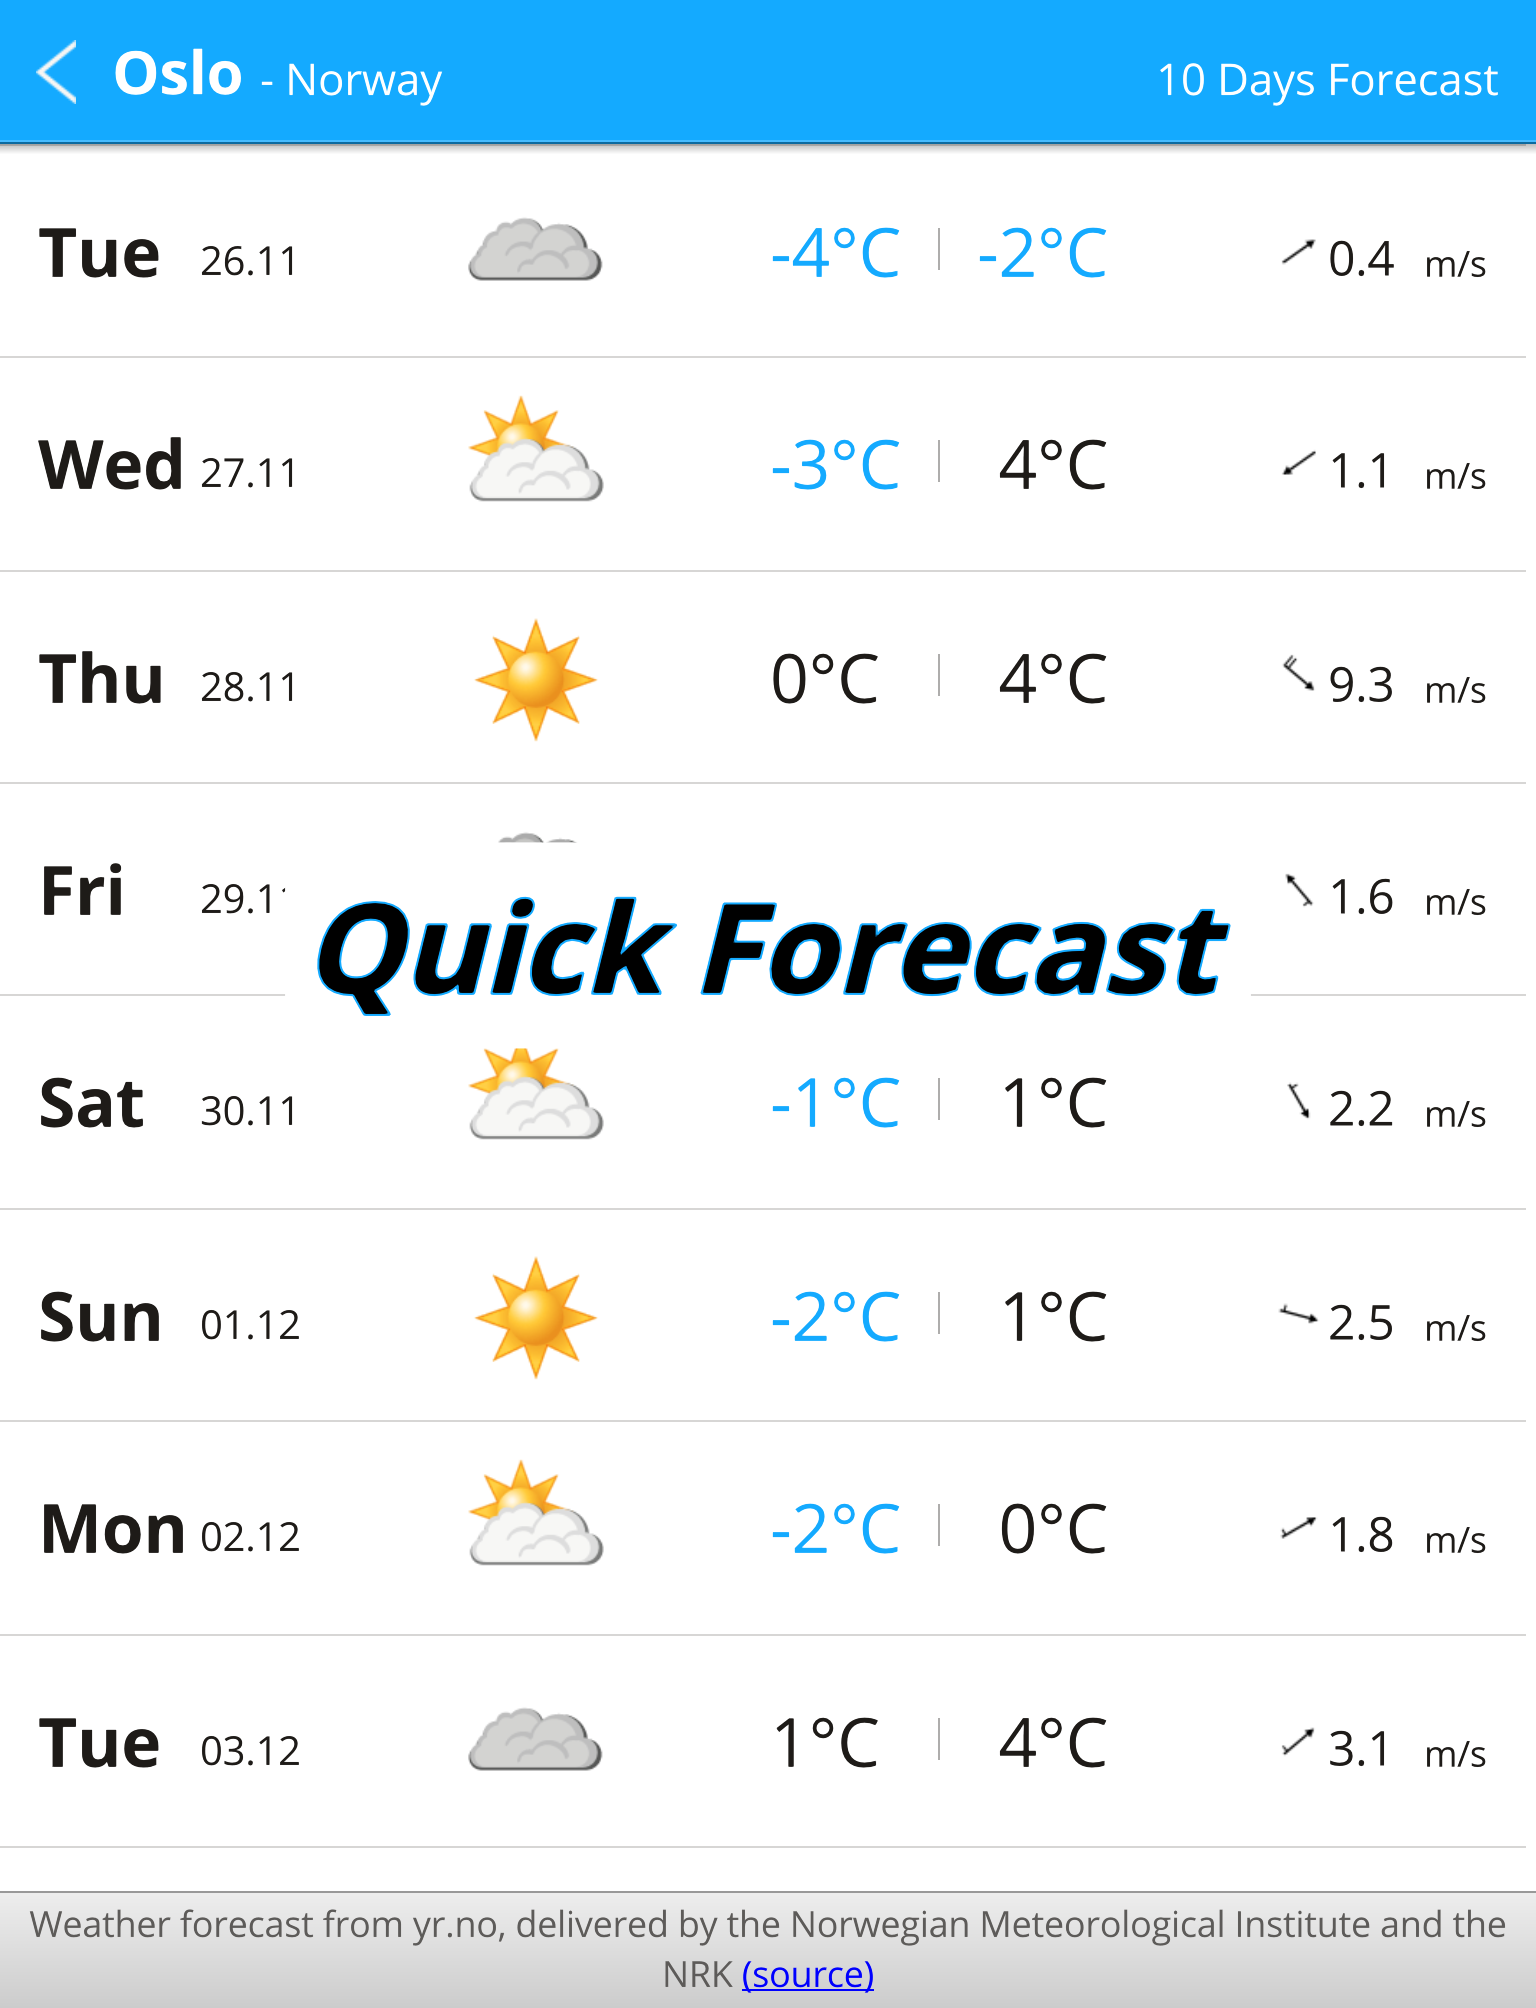 Oslo - Norway 10 Days Forecast
Tue 26.11 -4°C -2°C 0.4 m/s
Wed 27.11 -3°C 4°C 1.1 m/s
Thu 28.11 0°C 4°C 9.3 m/s
Fri 1.6 m/s
Quick Forecast
Sat 30.11 -1°C 1°C 2.2 m/s
Sun 01.12 -2°C 1°C 2.5 m/s
Mon 02.12 -2°C 0°C 1.8 m/s
Tue 03.12 1°C 4°C 3.1 m/s
Weather forecast from yr.no, delivered by the Norwegian Meteorological Institute and the
NRK (source)